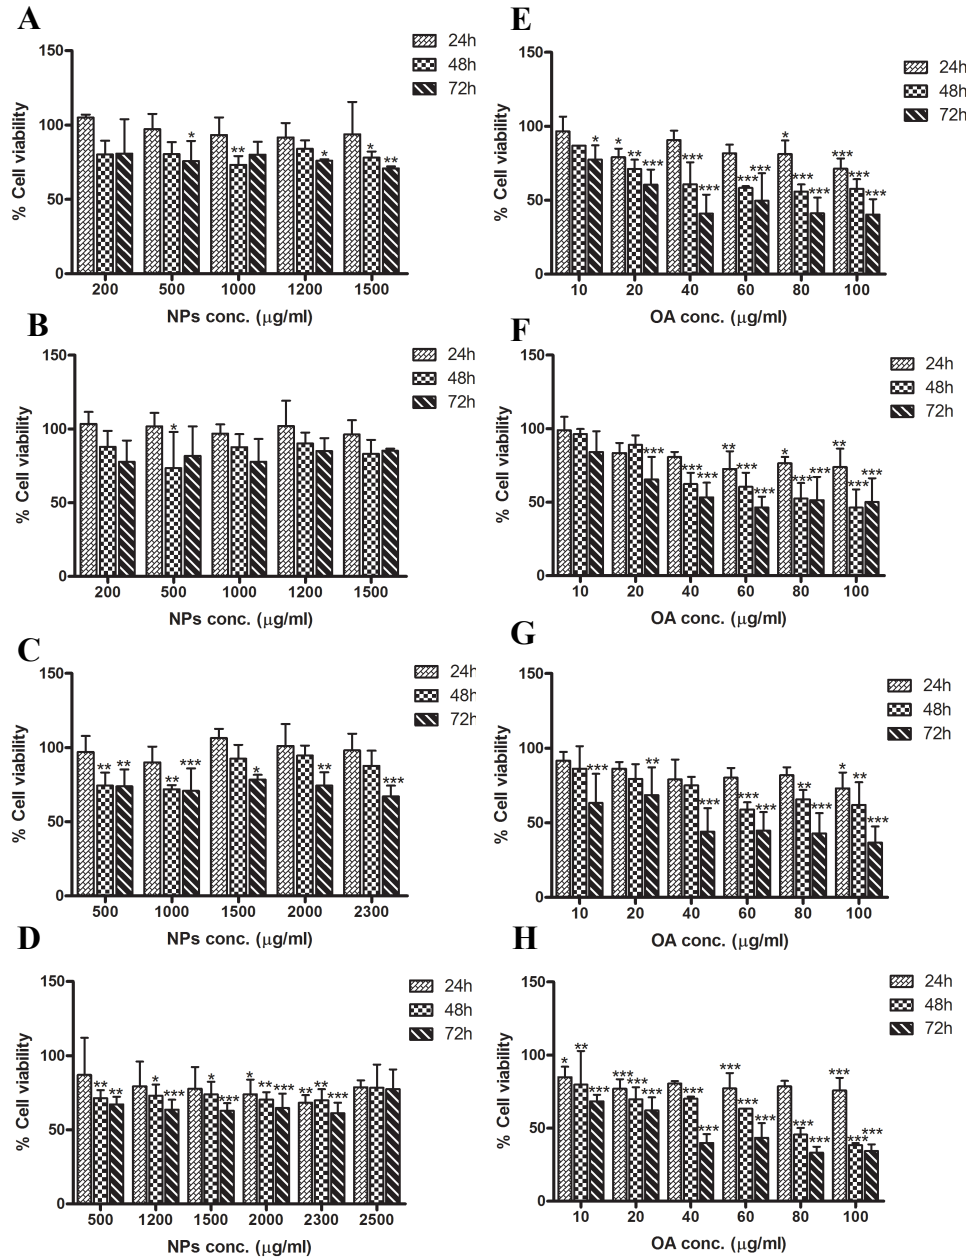 A
150
100
50
0
% Cell viability
24h
48h
72h
*
**
*
*
**
200 500 1000 1200 1500
NPs conc. (µg/ml)
B
150
100
50
0
% Cell viability
24h
48h
72h
*
200 500 1000 1200 1500
NPs conc. (µg/ml)
C
150
100
50
0
% Cell viability
24h
48h
72h
** ** ** *** * ** ***
500 1000 1500 2000 2300
NPs conc. (µg/ml)
D
150
100
50
0
% Cell viability
24h
48h
72h
** ** * *** * *** * ** *** ** ** ***
500 1200 1500 2000 2300 2500
NPs conc. (µg/ml)
E
150
100
50
0
% Cell viability
24h
48h
72h
* * ** *** *** *** *** *** * *** *** *** *** ***
10 20 40 60 80 100
OA conc. (µg/ml)
F
150
100
50
0
% Cell viability
24h
48h
72h
*** *** *** ** *** *** * *** *** ** *** ***
10 20 40 60 80 100
OA conc. (µg/ml)
G
150
100
50
0
% Cell viability
24h
48h
72h
*** ** *** *** *** ** *** * ** ***
10 20 40 60 80 100
OA conc. (µg/ml)
H
150
100
50
0
% Cell viability
24h
48h
72h
* ** *** *** *** *** *** *** *** *** *** *** *** *** *** ***
10 20 40 60 80 100
OA conc. (µg/ml)